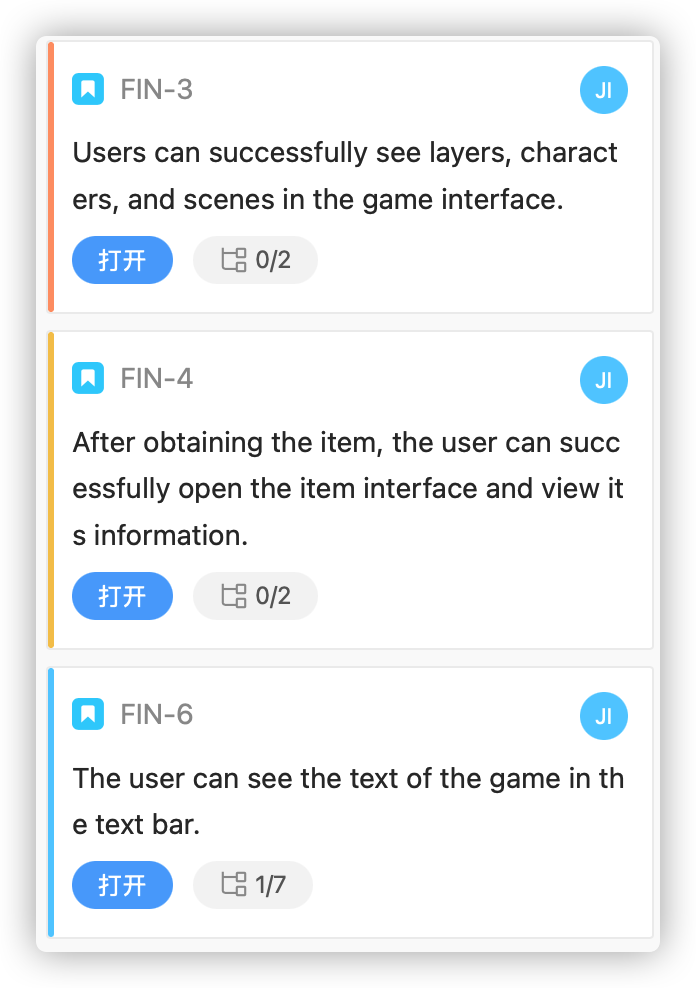 FIN-3
JI
Users can successfully see layers, charact
ers, and scenes in the game interface.
打开 0/2
FIN-4
JI
After obtaining the item, the user can succ
essfully open the item interface and view it
s information.
打开 0/2
FIN-6
JI
The user can see the text of the game in th
e text bar.
打开 1/7